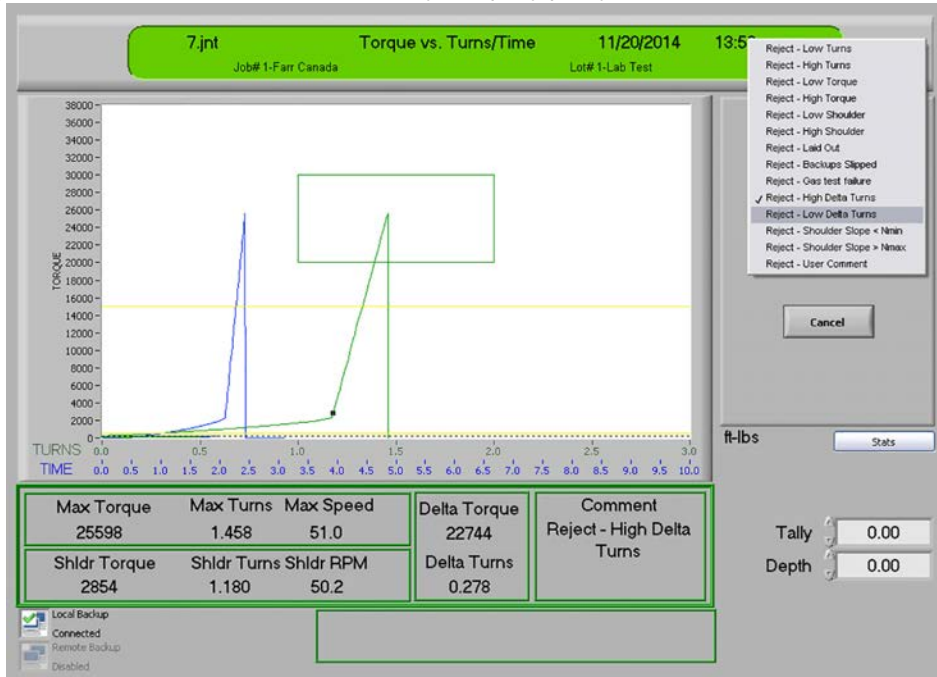 7.jnt Torque vs. Turns/Time 11/20/2014 13:5
Job# 1-Farr Canada Lot# 1-Lab Test
Reject - Low Turns
Reject - High Turns
Reject - Low Torque
Reject - High Torque
Reject - Low Shoulder
Reject - High Shoulder
Reject - Laid Out
Reject - Backups Slipped
Reject - Gas test failure
Reject - High Delta Turns
Reject - Low Delta Turns
Reject - Shoulder Slope < Nmin
Reject - Shoulder Slope > Nmax
Reject - User Comment
Cancel
38000
36000
34000
32000
30000
28000
26000
24000
22000
20000
18000
16000
14000
12000
10000
8000
6000
4000
2000
0
TORQUE
TURNS 0.0 0.5 1.0 1.5 2.0 2.5 3.0
TIME 0.0 0.5 1.0 1.5 2.0 2.5 3.0 3.5 4.0 4.5 5.0 5.5 6.0 6.5 7.0 7.5 8.0 8.5 9.0 9.5 10.0
ft-lbs
Stats
Max Torque Max Turns Max Speed
25598 1.458 51.0
Shldr Torque Shldr Turns Shldr RPM
2854 1.180 50.2
Delta Torque
22744
Delta Turns
0.278
Comment
Reject - High Delta
Turns
Tally 0.00
Depth 0.00
Local Backup
Connected
Remote Backup
Disabled